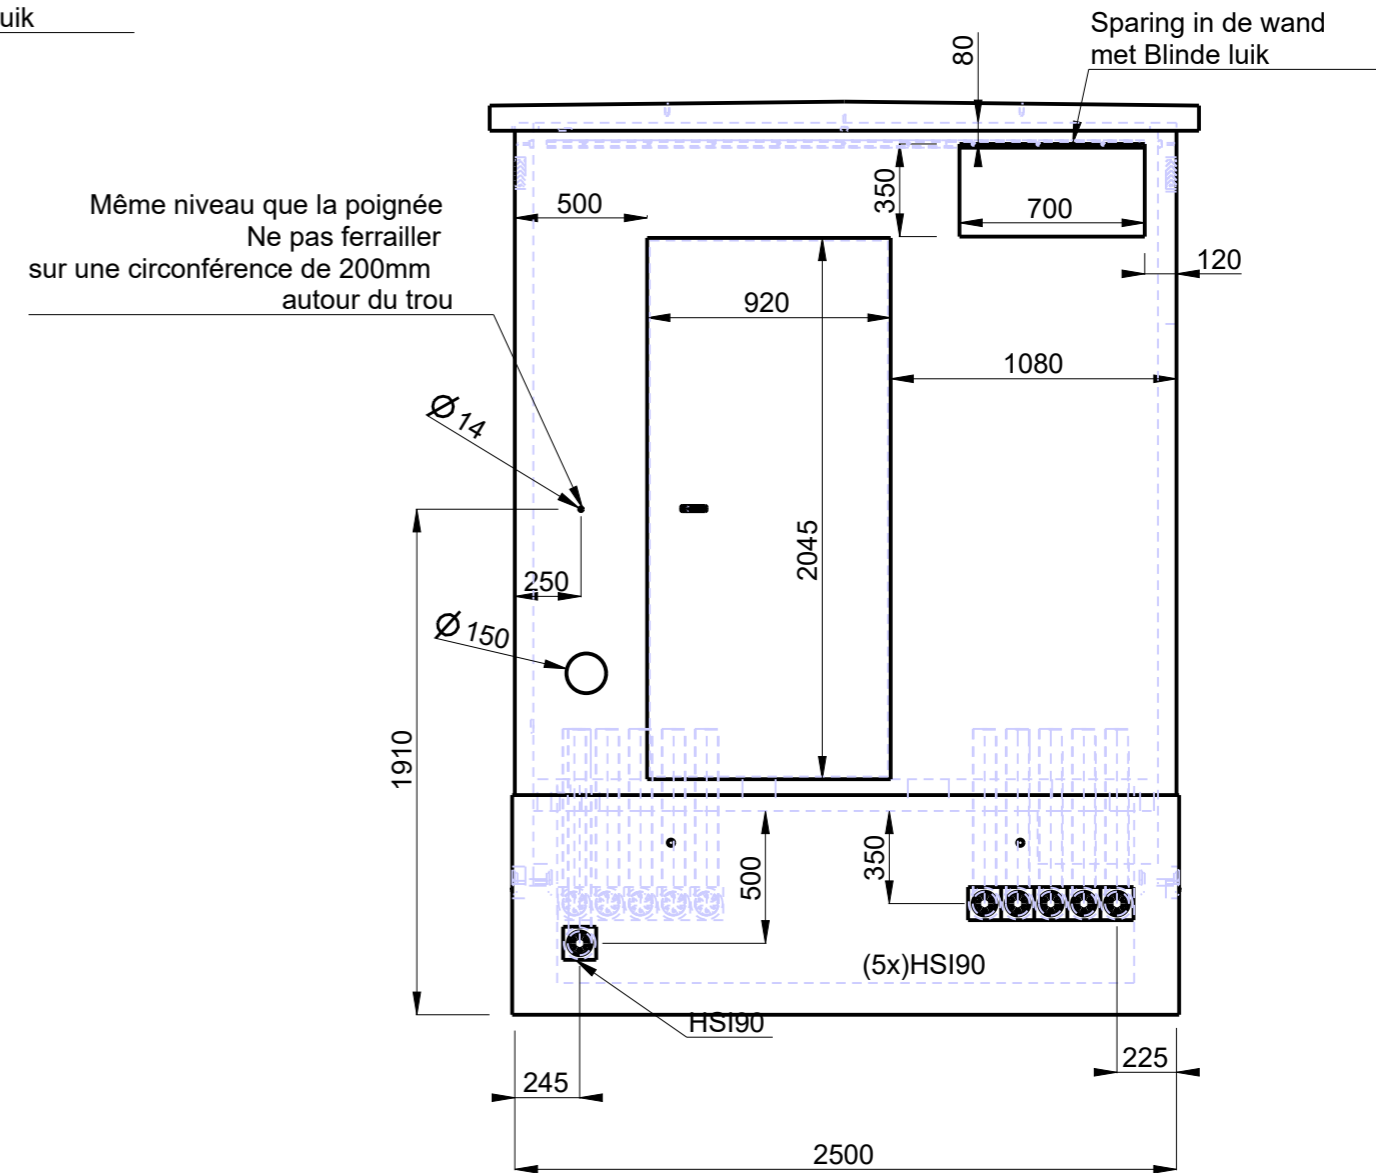 uik
Sparing in de wand
met Blinde luik
80
350
700
120
500
Même niveau que la poignée
Ne pas ferrailler
sur une circonférence de 200mm
autour du trou
920
1080
Ø14
2045
250
Ø150
1910
500
350
(5x)HSI90
HSI90
245
225
2500